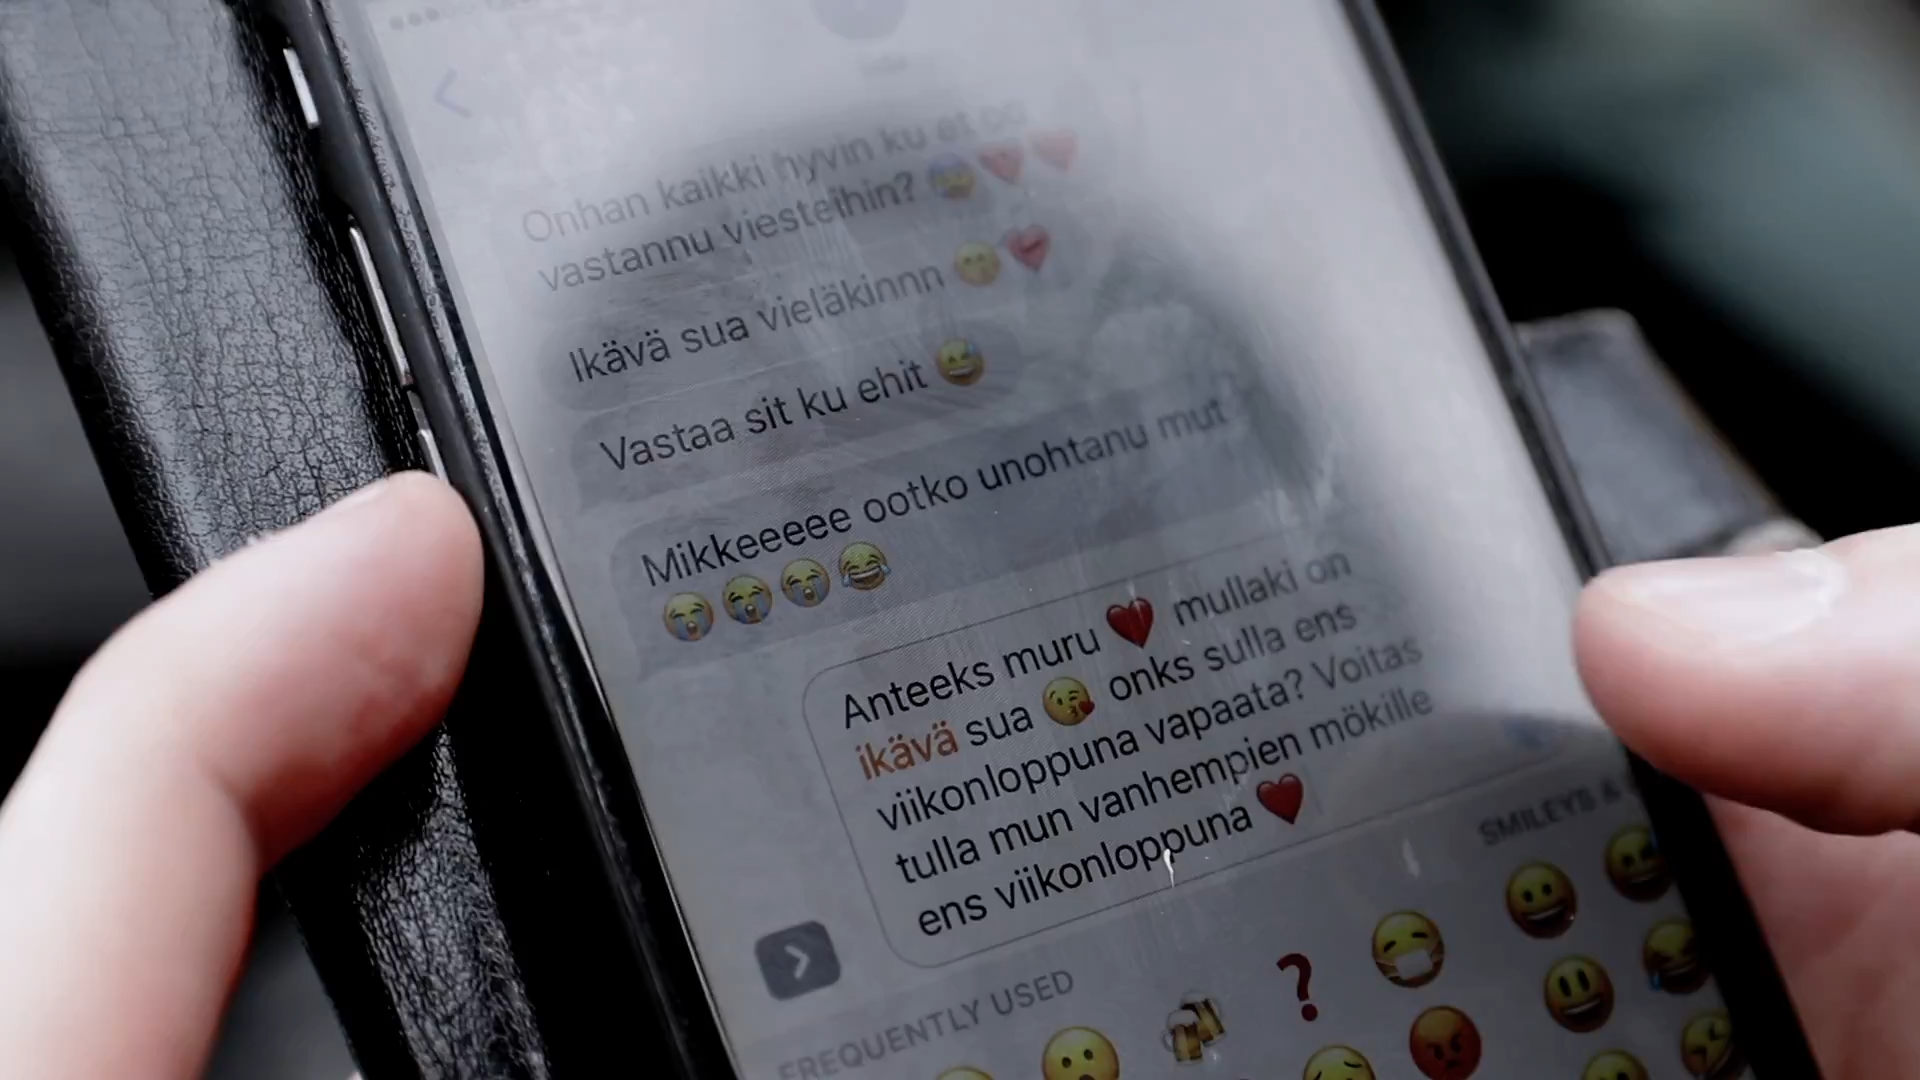 Onhan kaikki hyvin ku et oo
vastannu viesteihin? 😰❤️❤️
Ikävä sua vieläkinnn 😙❤️
Vastaa sit ku ehit 😅
Mikkeeeee ootko unohtanu mut
😭😭😭😂
Anteeks muru ❤️ mullaki on
ikävä sua 😘 onks sulla ens
viikonloppuna vapaata? Voitas
tulla mun vanhempien mökille
ens viikonloppuna ❤️
SMILEYS &
FREQUENTLY USED